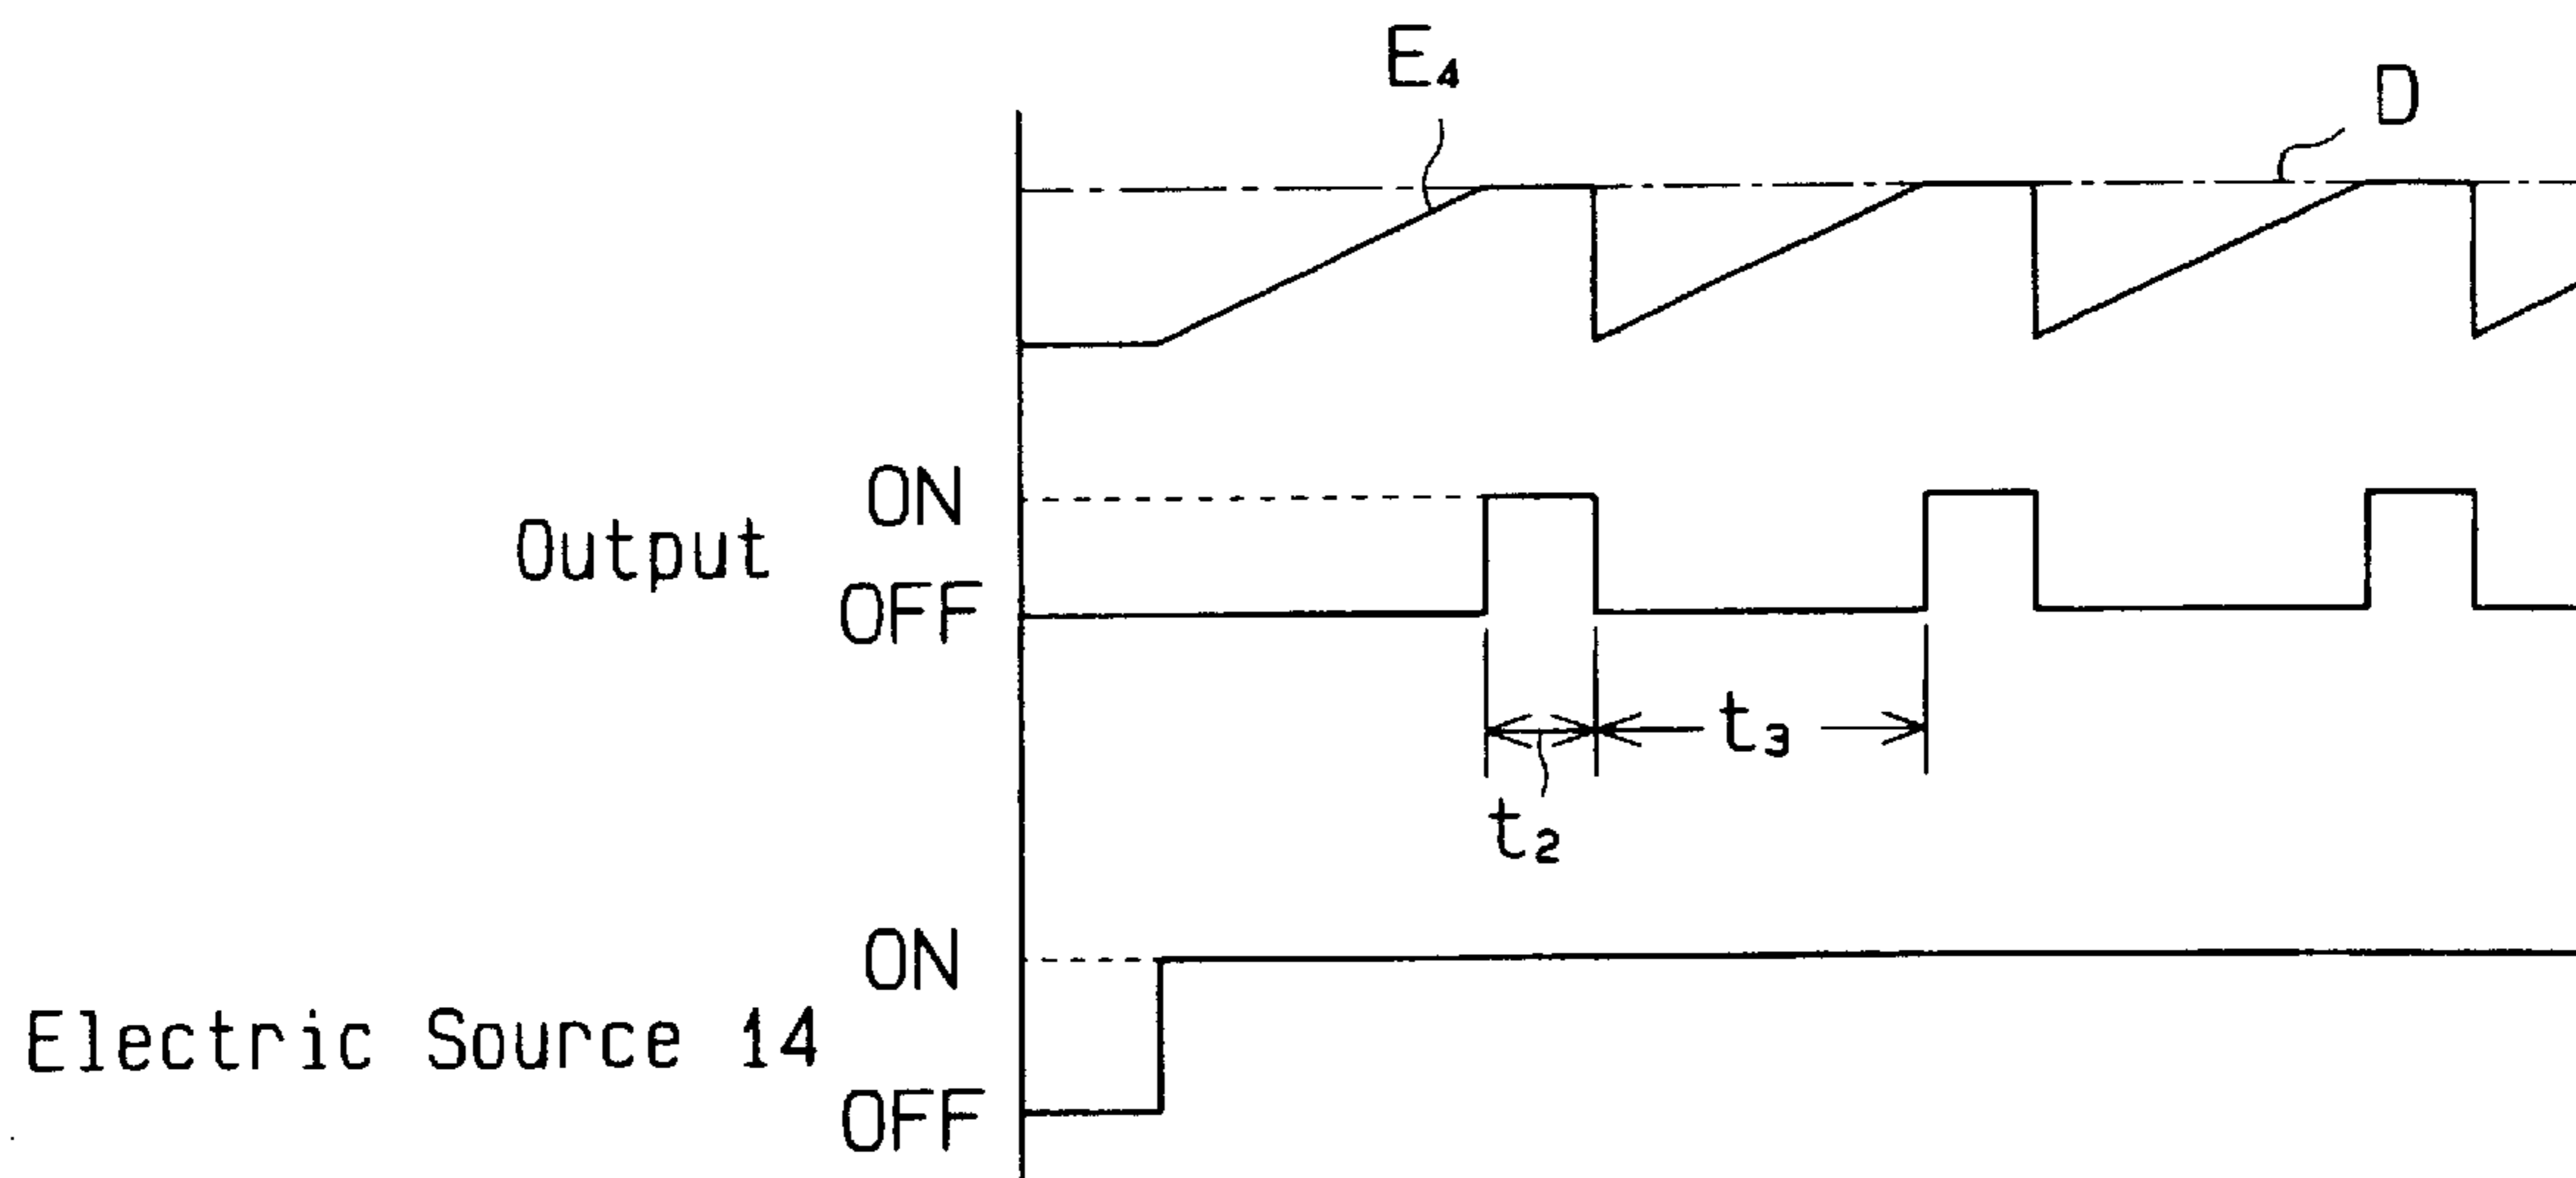 E₄
D
ON
Output
OFF
t₃
t₂
ON
Electric Source 14
OFF